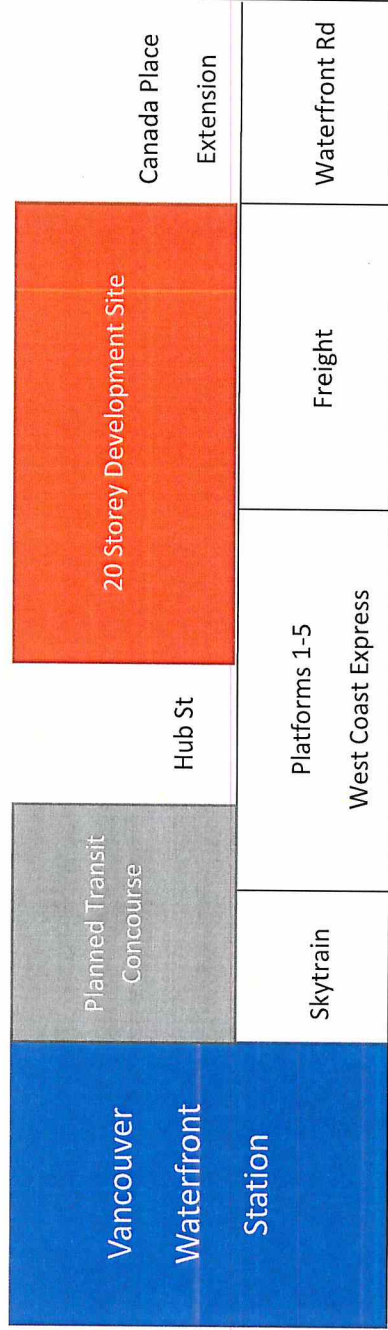 Vancouver
Waterfront
Station
Planned Transit
Concourse
Hub St
20 Storey Development Site
Canada Place
Extension
Skytrain
Platforms 1-5
West Coast Express
Freight
Waterfront Rd